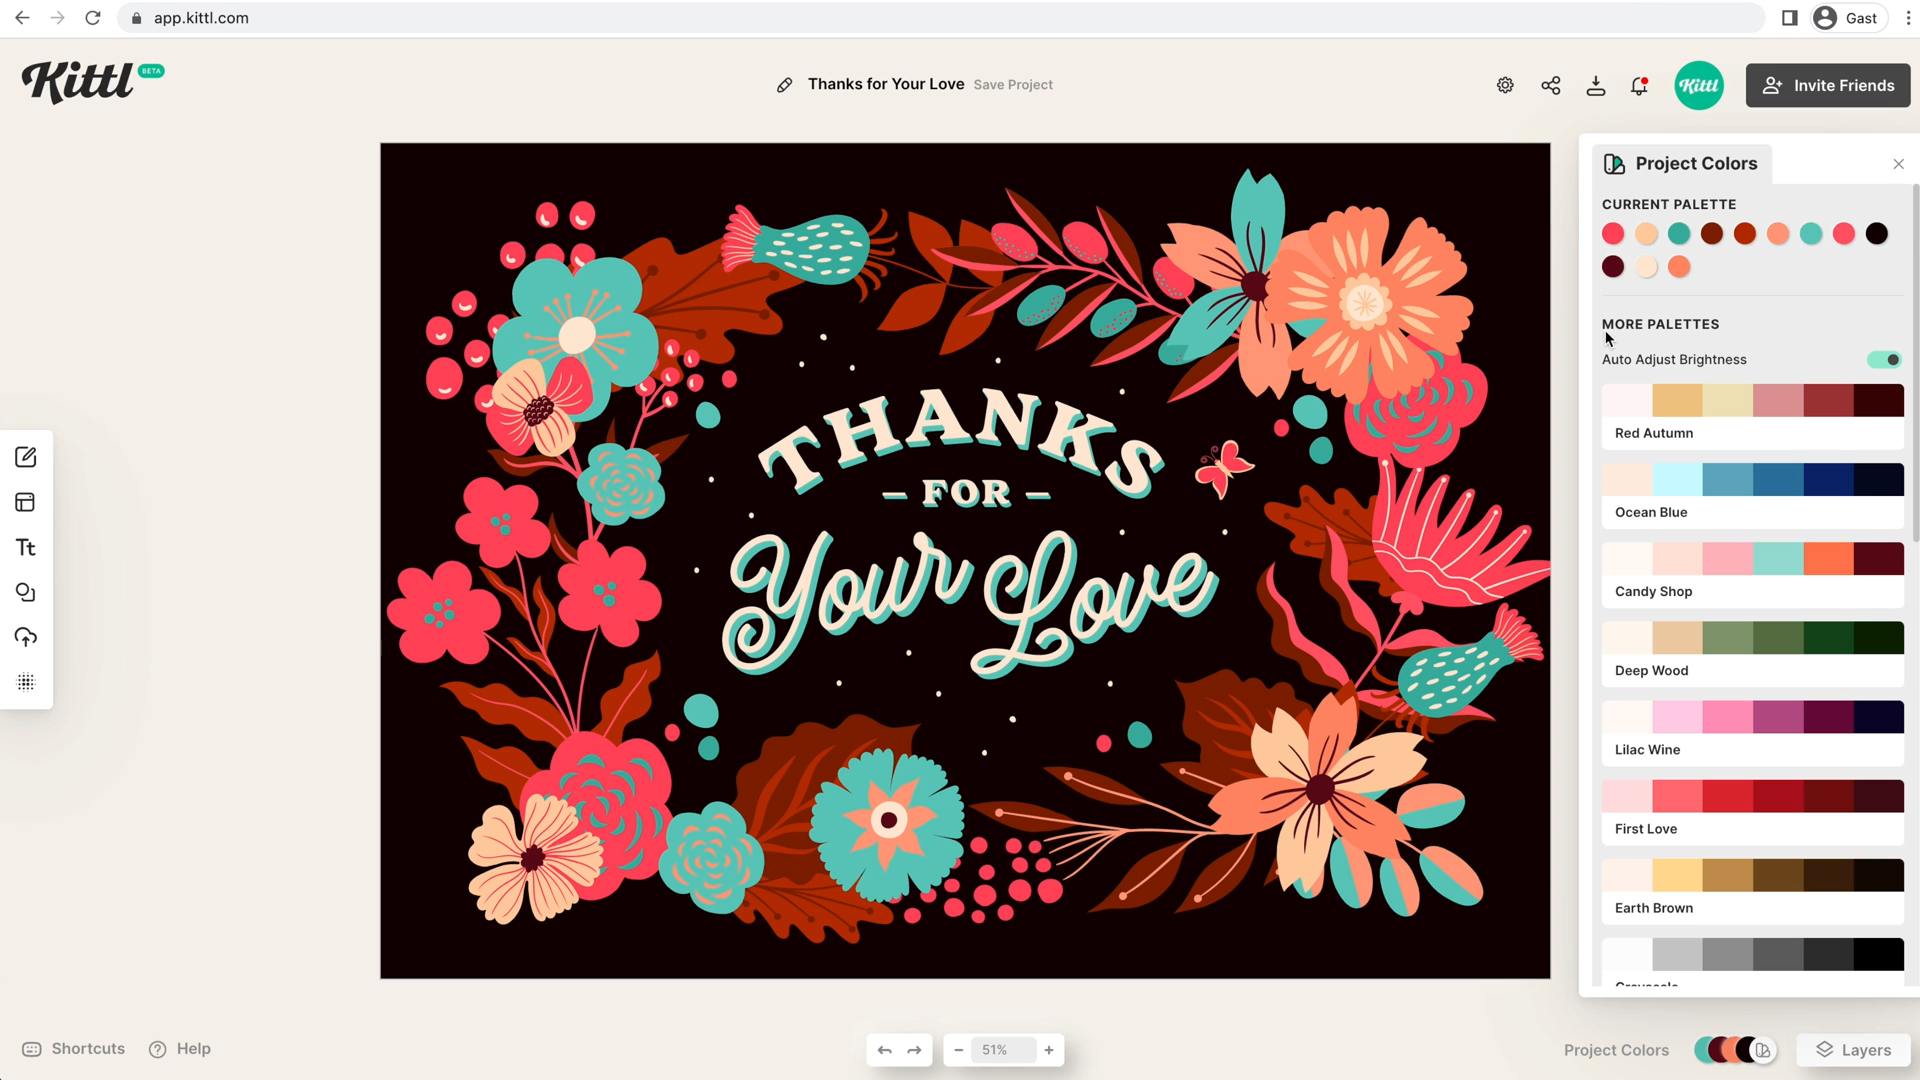 app.kittl.com
Gast
Kittl BETA
Thanks for Your Love Save Project
Kittl
Invite Friends
Project Colors
CURRENT PALETTE
MORE PALETTES
Auto Adjust Brightness
Red Autumn
Ocean Blue
Candy Shop
Deep Wood
Lilac Wine
First Love
Earth Brown
Grayscale
THANKS
– FOR –
Your Love
Tt
Shortcuts
Help
51%
Project Colors
Layers